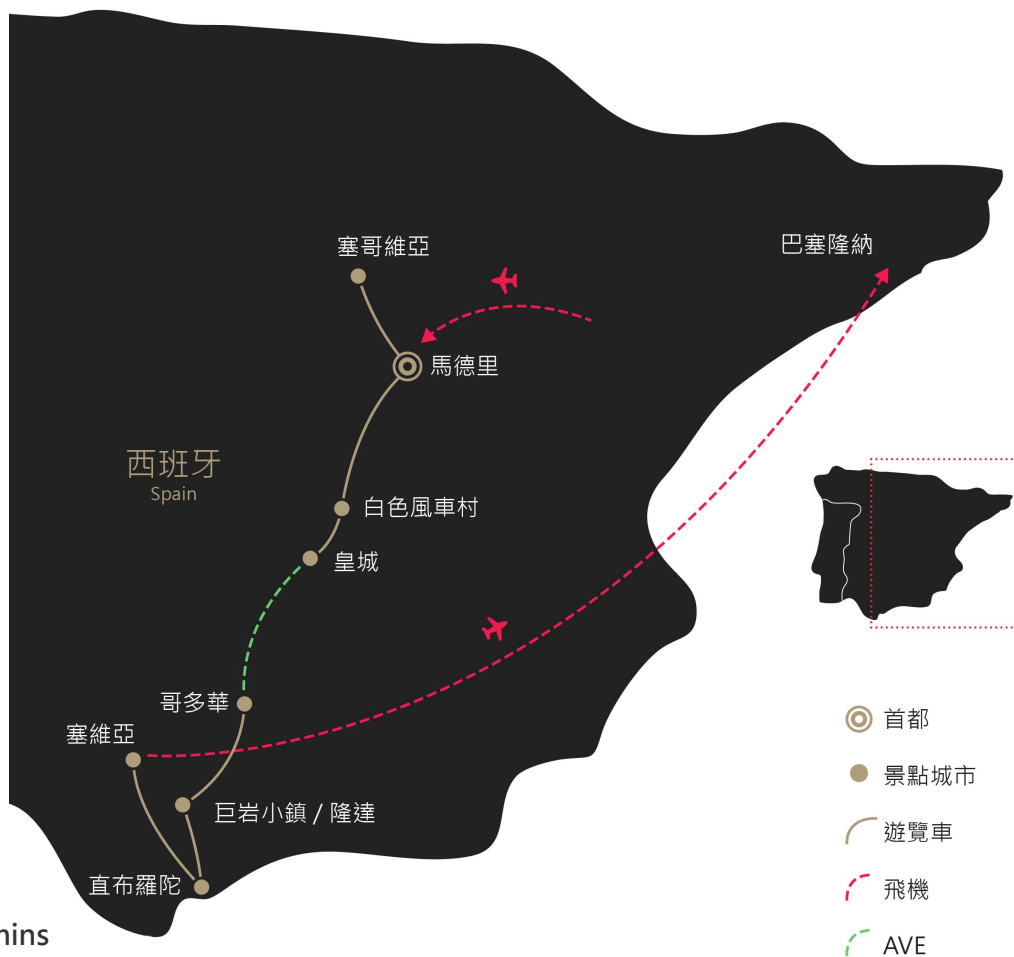 塞哥維亞
巴塞隆納
馬德里
西班牙
Spain
白色風車村
皇城
哥多華
塞維亞
巨岩小鎮 / 隆達
直布羅陀
首都
景點城市
遊覽車
飛機
AVE